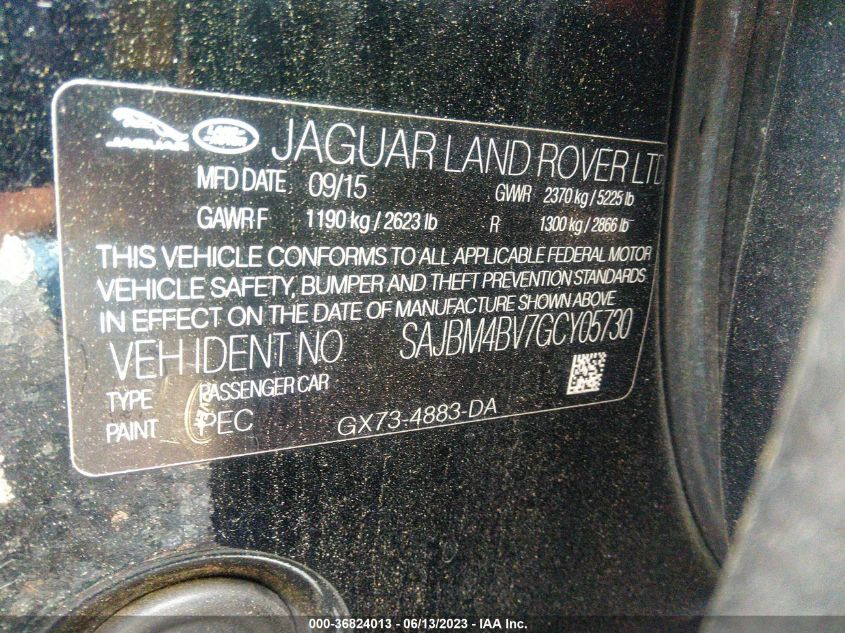 JAGUAR LAND ROVER LTD
MFD DATE 09/15 GVWR 2370 kg / 5225 lb
GAWR F 1190 kg / 2623 lb R 1300 kg / 2866 lb
THIS VEHICLE CONFORMS TO ALL APPLICABLE FEDERAL MOTOR
VEHICLE SAFETY, BUMPER AND THEFT PREVENTION STANDARDS
IN EFFECT ON THE DATE OF MANUFACTURE SHOWN ABOVE
VEH IDENT NO SAJBM4BV7GCY05730
TYPE PASSENGER CAR
PAINT PEC GX73-4883-DA
000-36824013 - 06/13/2023 - IAA Inc.